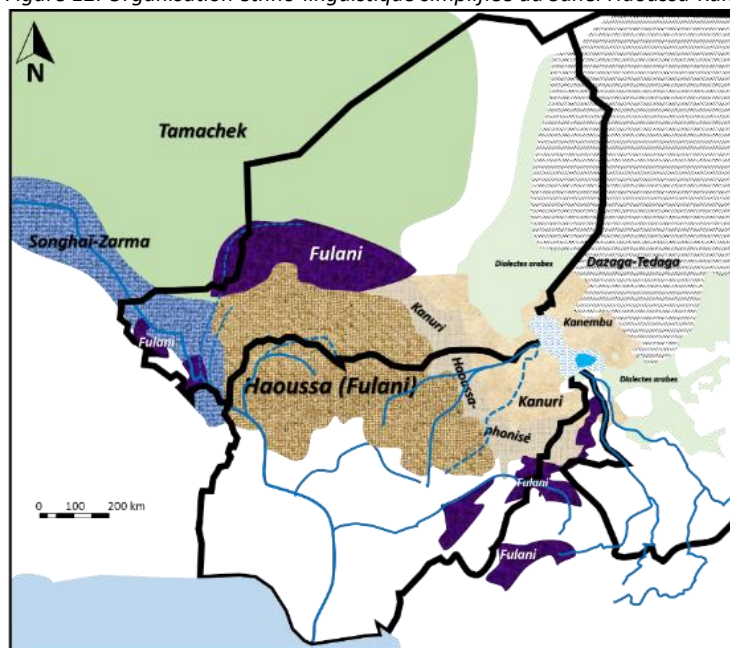 N
Tamachek
Songhai-Zarma
Fulani
Dialectes arabes
Dazaga-Tedaga
Kanuri
Kanembu
Fulani
Haoussa (Fulani)
Haoussa-
phonisé
Kanuri
Dialectes arabes
Fulani
Fulani
0 100 200 km